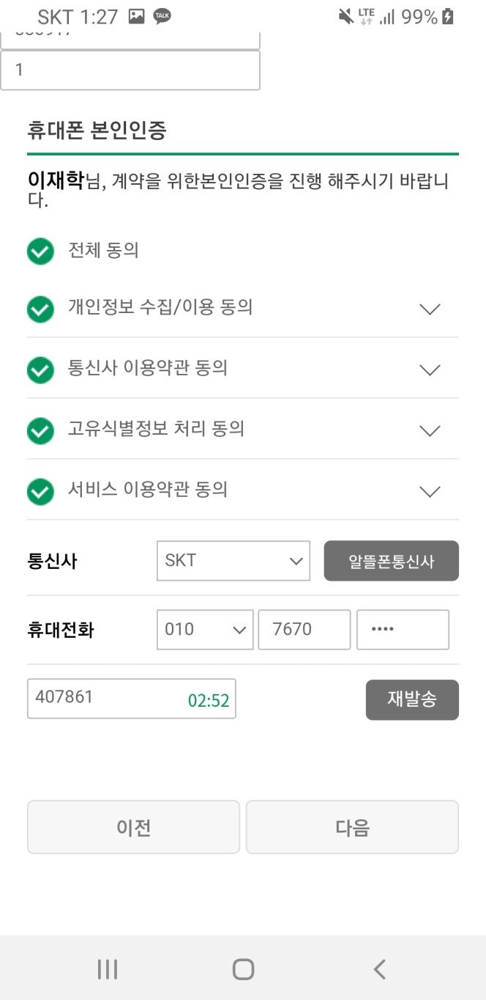 SKT 1:27 TALK LTE 99%
1
휴대폰 본인인증
이재학님, 계약을 위한본인인증을 진행 해주시기 바랍니
다.
전체 동의
개인정보 수집/이용 동의
통신사 이용약관 동의
고유식별정보 처리 동의
서비스 이용약관 동의
통신사 SKT 알뜰폰통신사
휴대전화 010 7670 ••••
407861 02:52 재발송
이전 다음